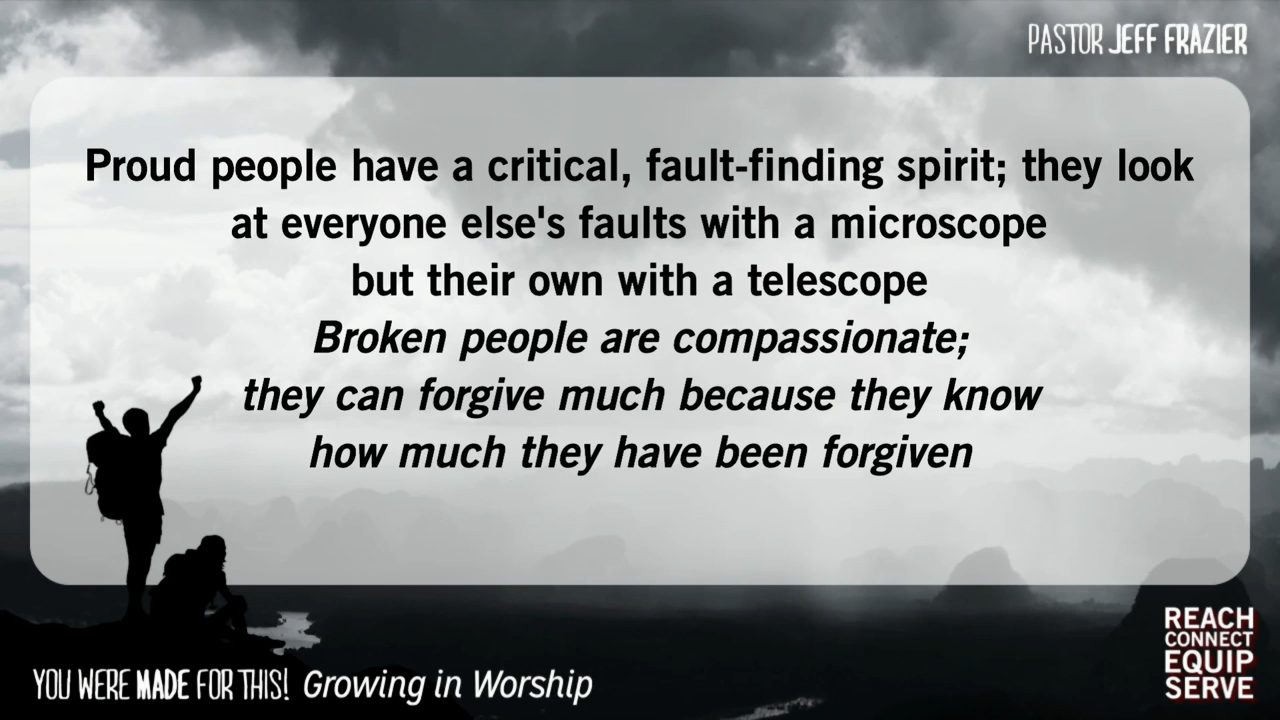 PASTOR JEFF FRAZIER
Proud people have a critical, fault-finding spirit; they look
at everyone else's faults with a microscope
but their own with a telescope
Broken people are compassionate;
they can forgive much because they know
how much they have been forgiven
REACH
CONNECT
EQUIP
SERVE
YOU WERE MADE FOR THIS! Growing in Worship